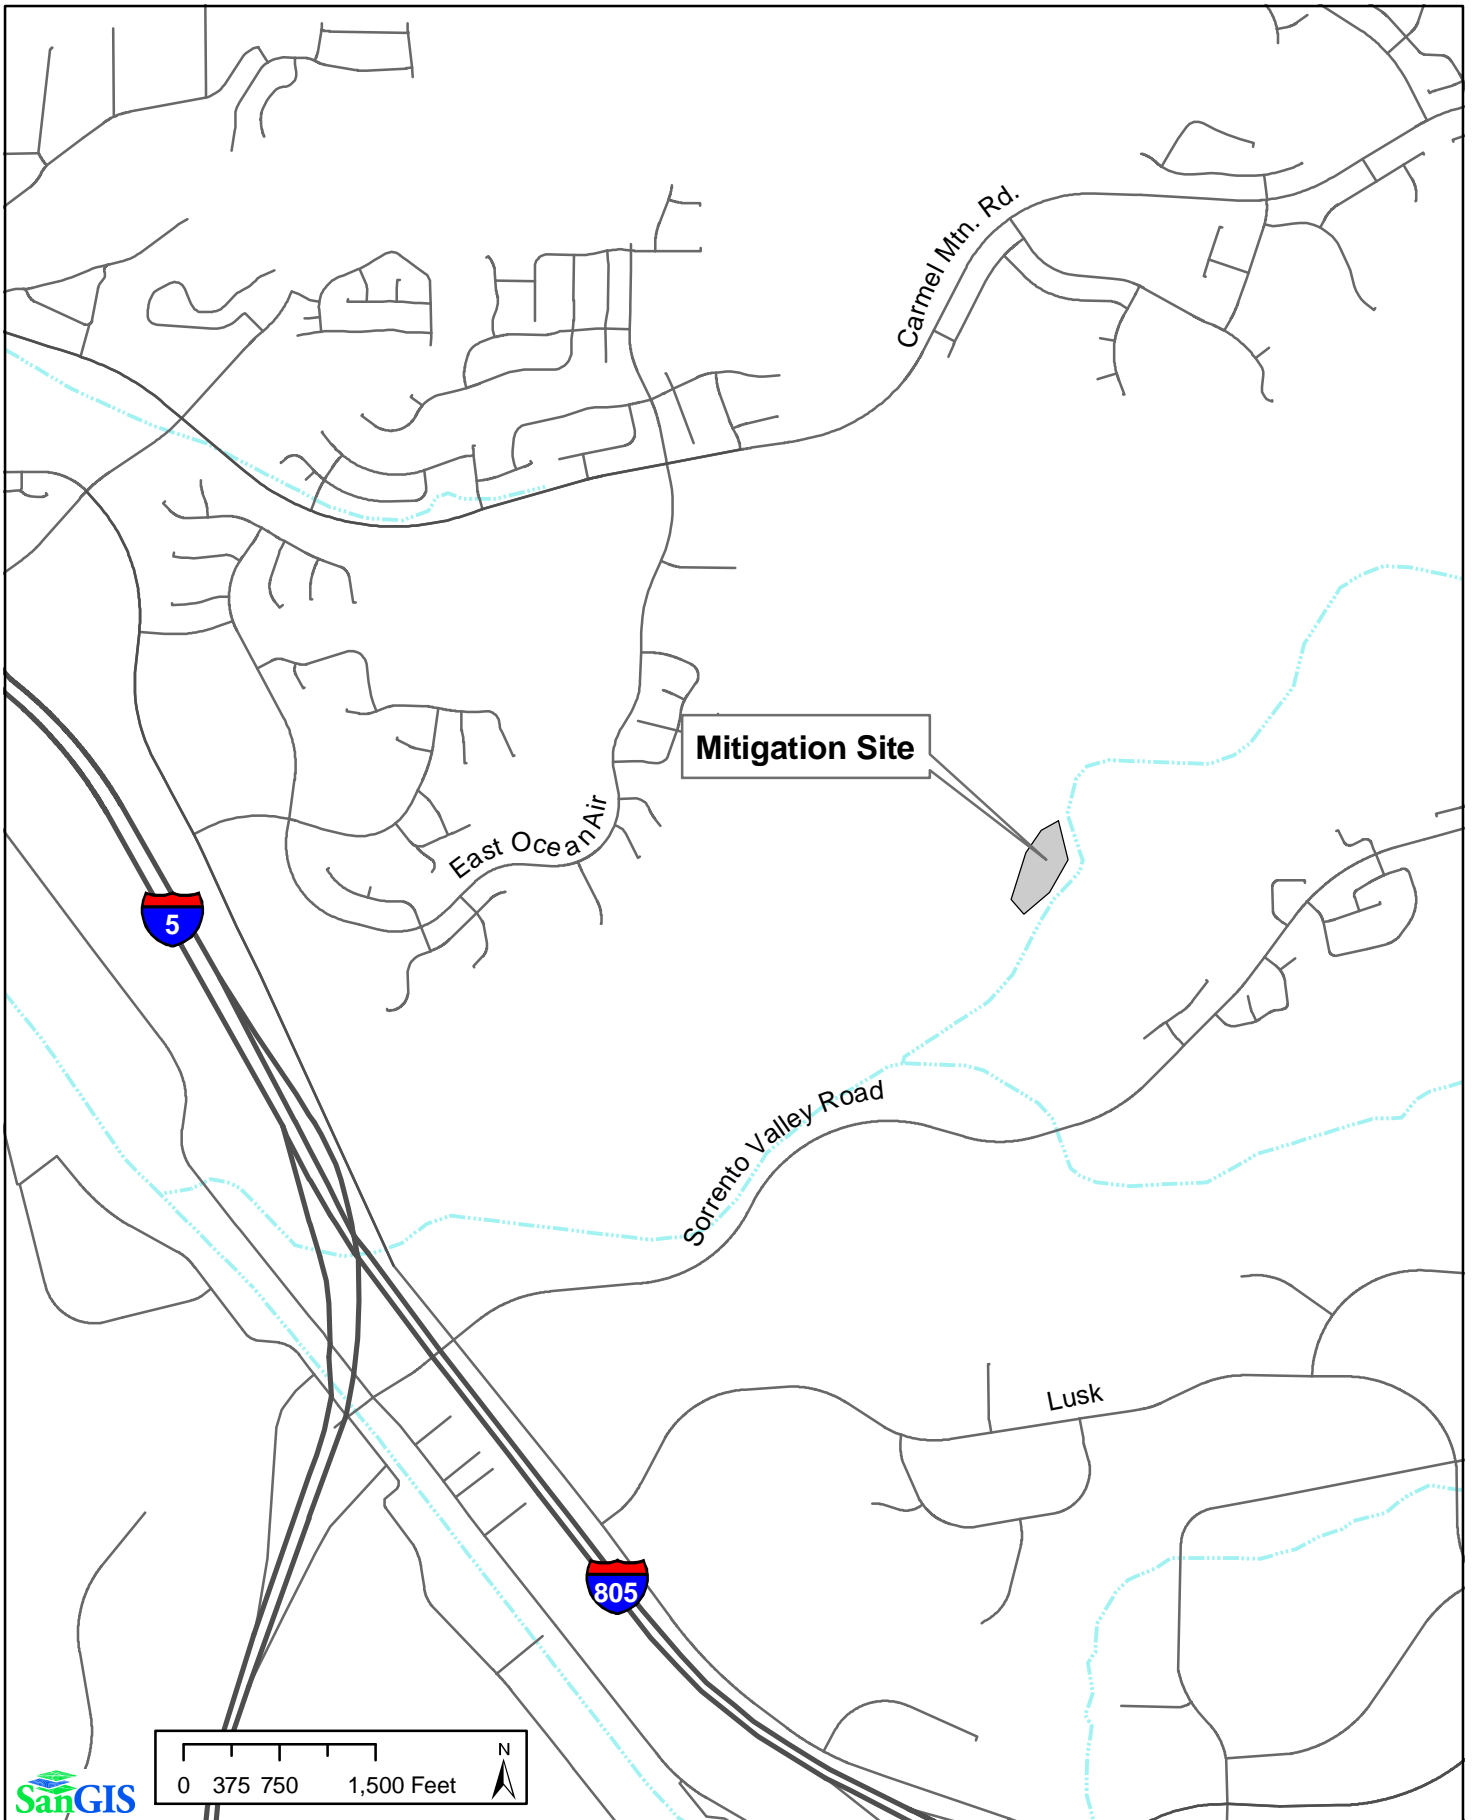 Carmel Mtn. Rd.
Mitigation Site
East Ocean Air
5
Sorrento Valley Road
Lusk
805
N
0 375 750 1,500 Feet
SanGIS